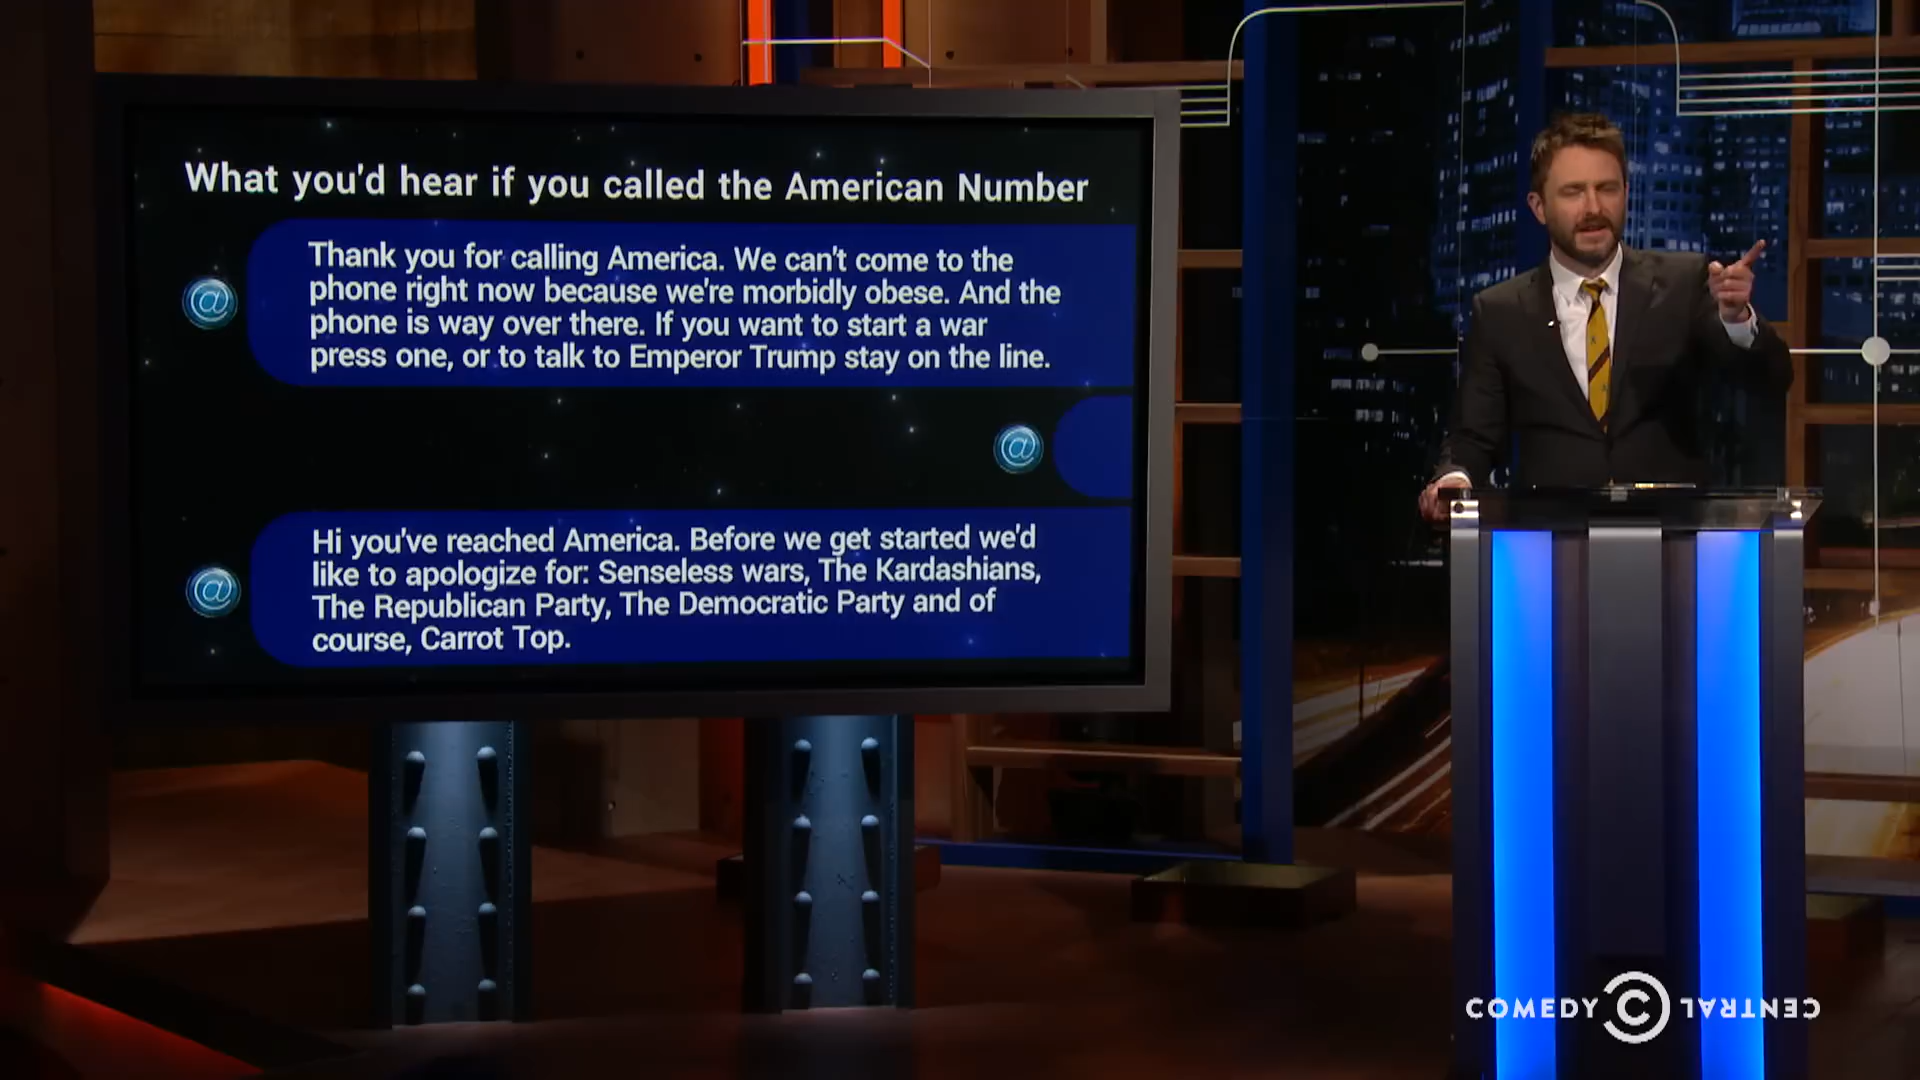 What you'd hear if you called the American Number
Thank you for calling America. We can't come to the
phone right now because we're morbidly obese. And the
phone is way over there. If you want to start a war
press one, or to talk to Emperor Trump stay on the line.
@
@
Hi you've reached America. Before we get started we'd
like to apologize for: Senseless wars, The Kardashians,
The Republican Party, The Democratic Party and of
course, Carrot Top.
@
COMEDY C CENTRAL